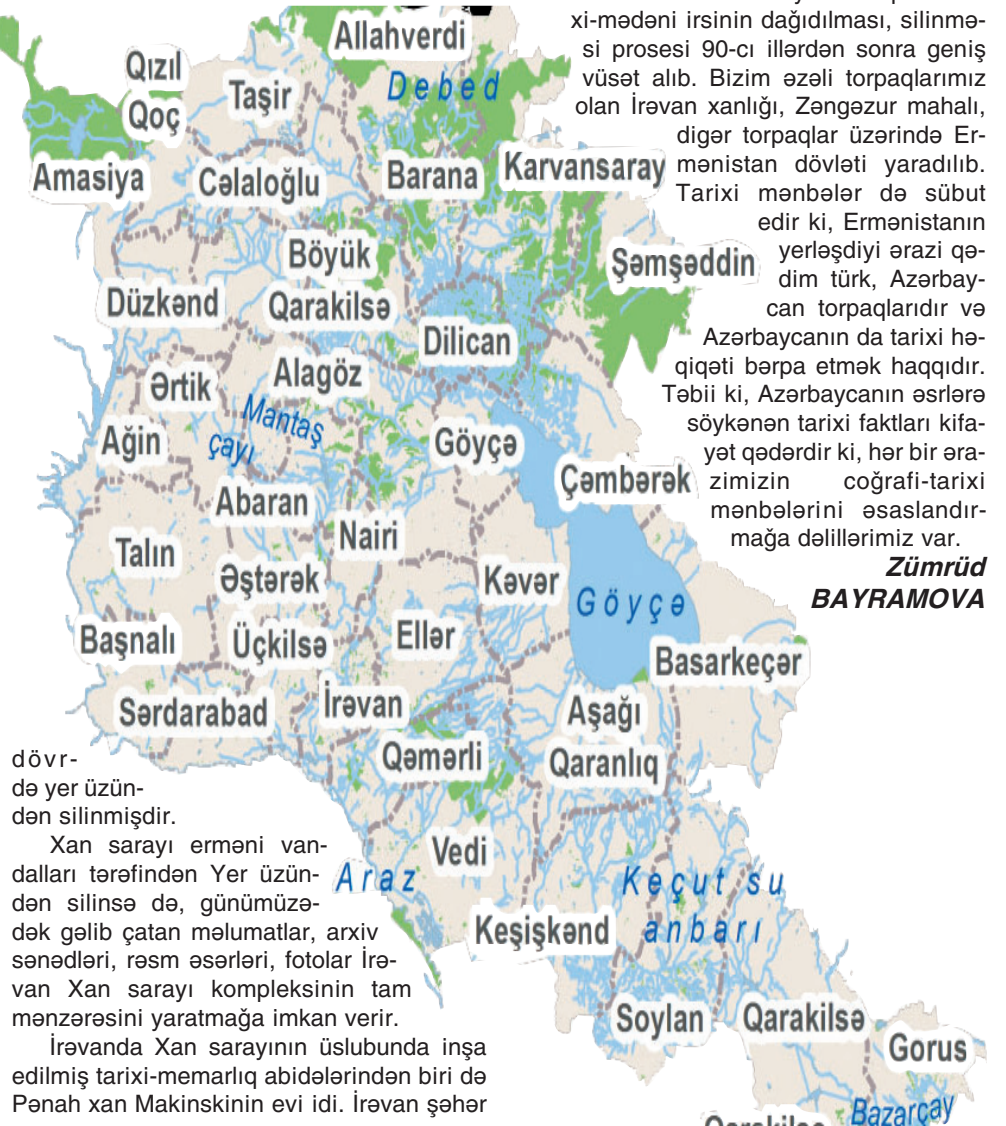 xi-mədəni irsinin dağıdılması, silinmə-
si prosesi 90-cı illərdən sonra geniş
vüsət alıb. Bizim əzəli torpaqlarımız
olan İrəvan xanlığı, Zəngəzur mahalı,
digər torpaqlar üzərində Er-
mənistan dövləti yaradılıb.
Tarixi mənbələr də sübut
edir ki, Ermənistanın
yerləşdiyi ərazi qə-
dim türk, Azərbay-
can torpaqlarıdır və
Azərbaycanın da tarixi hə-
qiqəti bərpa etmək haqqıdır.
Təbii ki, Azərbaycanın əsrlərə
söykənən tarixi faktları kifa-
yət qədərdir ki, hər bir əra-
zimizin coğrafi-tarixi
mənbələrini əsaslandır-
mağa dəlillərimiz var.
Zümrüd
BAYRAMOVA
Allahverdi
Qızıl
Qoç
Taşir
Debed
Amasiya
Cəlaloğlu
Barana
Karvansaray
Böyük
Qarakilsə
Şəmşəddin
Düzkənd
Dilican
Ərtik
Alagöz
Mantaş
çayı
Ağin
Göyçə
Çəmbərək
Abaran
Nairi
Talın
Əştərək
Kəvər
Göyçə
Başnalı
Üçkilsə
Ellər
Basarkeçər
Sərdarabad
İrəvan
Aşağı
Qaranlıq
Qəmərli
Vedi
Araz
Keçut su
anbarı
Keşişkənd
Soylan
Qarakilsə
Gorus
Bazarçay
dövr-
də yer üzün-
dən silinmişdir.
Xan sarayı erməni van-
dalları tərəfindən Yer üzün-
dən silinsə də, günümüzə-
dək gəlib çatan məlumatlar, arxiv
sənədləri, rəsm əsərləri, fotolar İrə-
van Xan sarayı kompleksinin tam
mənzərəsini yaratmağa imkan verir.
İrəvanda Xan sarayının üslubunda inşa
edilmiş tarixi-memarlıq abidələrindən biri də
Pənah xan Makinskinin evi idi. İrəvan şəhər